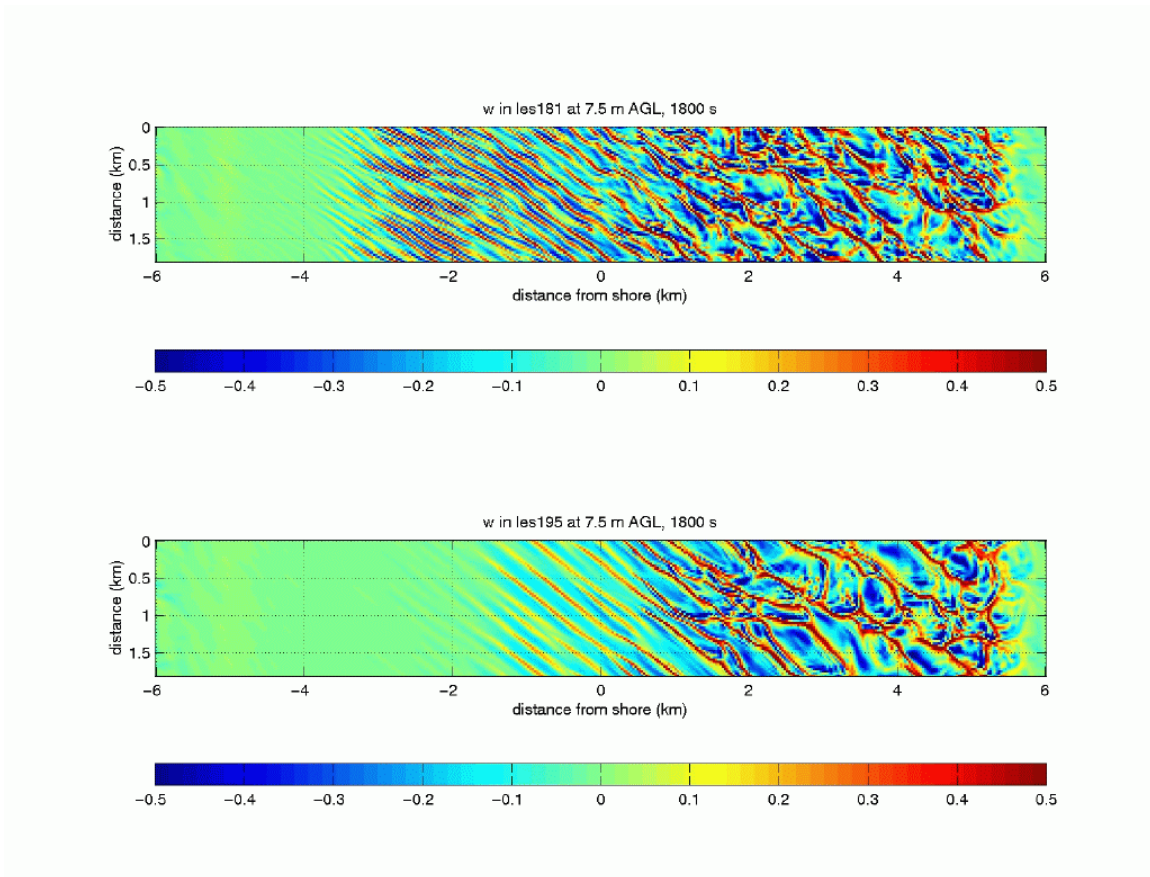 w in les181 at 7.5 m AGL, 1800 s
0
0.5
1
1.5
distance (km)
−6 −4 −2 0 2 4 6
distance from shore (km)
−0.5 −0.4 −0.3 −0.2 −0.1 0 0.1 0.2 0.3 0.4 0.5
w in les195 at 7.5 m AGL, 1800 s
0
0.5
1
1.5
distance (km)
−6 −4 −2 0 2 4 6
distance from shore (km)
−0.5 −0.4 −0.3 −0.2 −0.1 0 0.1 0.2 0.3 0.4 0.5